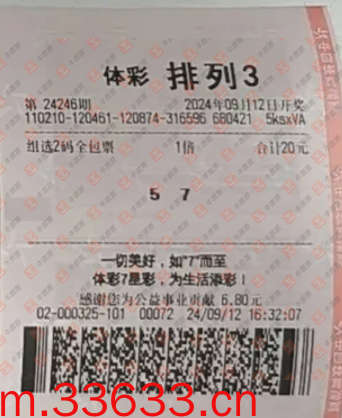 体彩 排列3
第 24246期 2024年09月12日开奖
110210-120461-120874-316596 680421 5ksxVA
组选2码全包票 1倍 合计20元
5 7
一切美好，如"7"而至
体彩7星彩，为生活添彩！
感谢您为公益事业贡献 6.80元
02-000325-101 00072 24/09/12 16:32:07
m.33633.cn